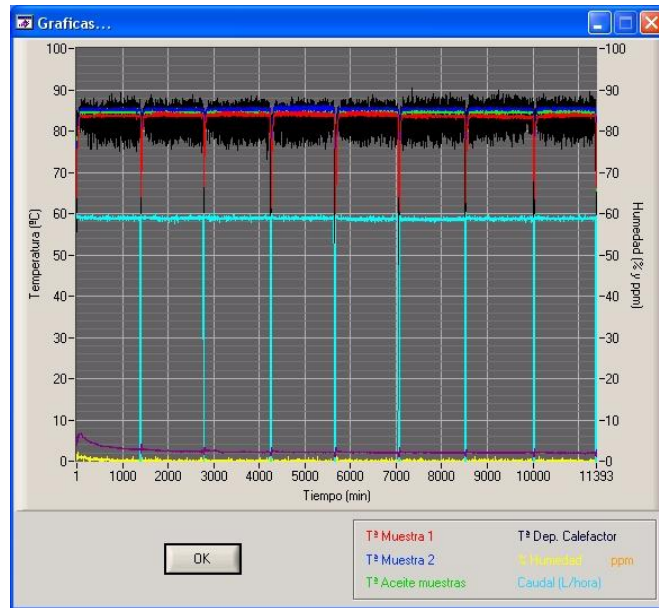 Graficas...
100
90
80
70
60
50
40
30
20
10
0
Temperatura (ºC)
-100
-90
-80
-70
-60
-50
-40
-30
-20
-10
-0
Humedad (% y ppm)
1 1000 2000 3000 4000 5000 6000 7000 8000 9000 10000 11393
Tiempo (min)
OK
Tª Muestra 1 Tª Dep. Calefactor
Tª Muestra 2 % Humedad ppm
Tª Aceite muestras Caudal (L/hora)